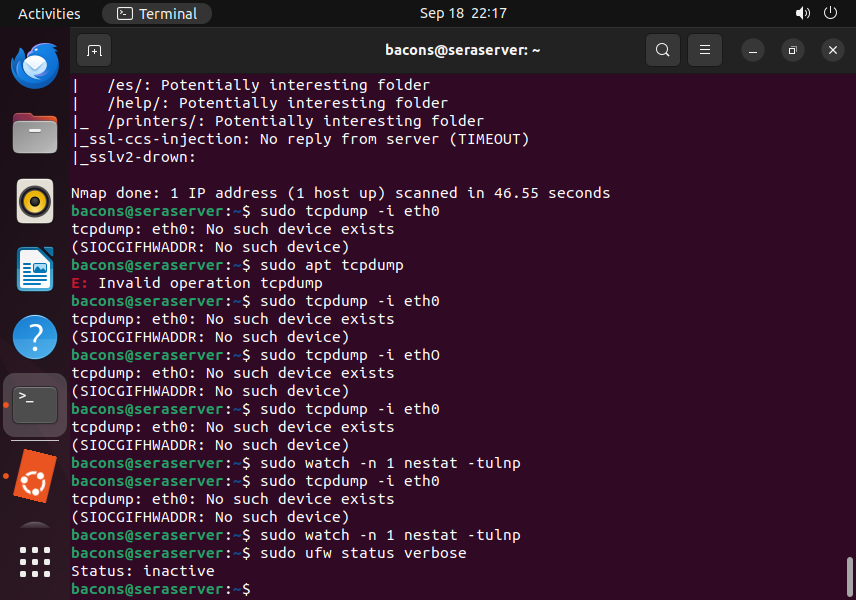 Activities
Terminal
Sep 18 22:17
bacons@seraserver: ~
|   /es/: Potentially interesting folder
|   /help/: Potentially interesting folder
|_  /printers/: Potentially interesting folder
|_ssl-ccs-injection: No reply from server (TIMEOUT)
|_sslv2-drown:
Nmap done: 1 IP address (1 host up) scanned in 46.55 seconds
bacons@seraserver:~$ sudo tcpdump -i eth0
tcpdump: eth0: No such device exists
(SIOCGIFHWADDR: No such device)
bacons@seraserver:~$ sudo apt tcpdump
E: Invalid operation tcpdump
bacons@seraserver:~$ sudo tcpdump -i eth0
tcpdump: eth0: No such device exists
(SIOCGIFHWADDR: No such device)
bacons@seraserver:~$ sudo tcpdump -i ethO
tcpdump: ethO: No such device exists
(SIOCGIFHWADDR: No such device)
bacons@seraserver:~$ sudo tcpdump -i eth0
tcpdump: eth0: No such device exists
(SIOCGIFHWADDR: No such device)
bacons@seraserver:~$ sudo watch -n 1 nestat -tulnp
bacons@seraserver:~$ sudo tcpdump -i eth0
tcpdump: eth0: No such device exists
(SIOCGIFHWADDR: No such device)
bacons@seraserver:~$ sudo watch -n 1 nestat -tulnp
bacons@seraserver:~$ sudo ufw status verbose
Status: inactive
bacons@seraserver:~$